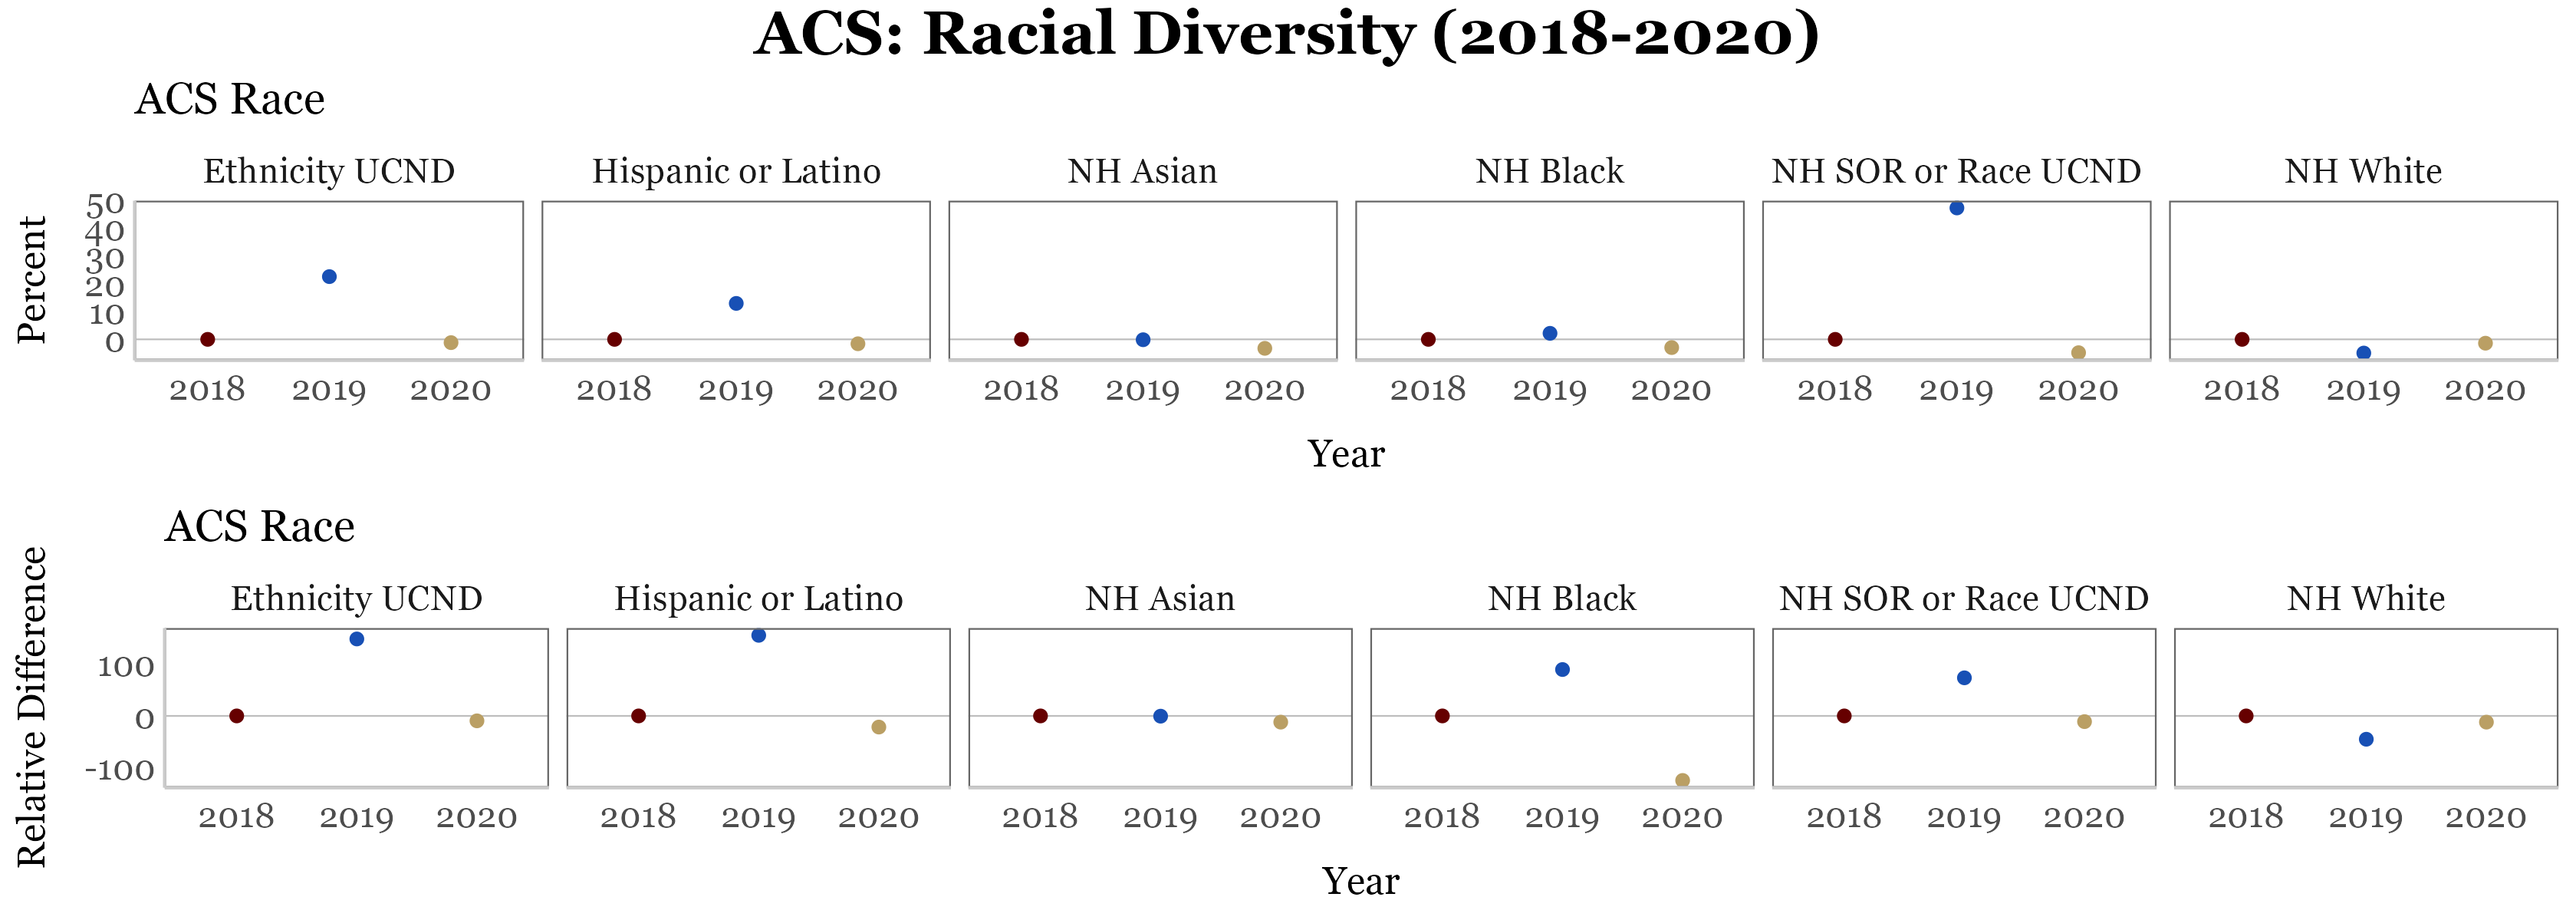 ACS: Racial Diversity (2018-2020)
ACS Race
Ethnicity UCND Hispanic or Latino NH Asian NH Black NH SOR or Race UCND NH White
Percent
50
40
30
20
10
0
2018 2019 2020 2018 2019 2020 2018 2019 2020 2018 2019 2020 2018 2019 2020 2018 2019 2020
Year
ACS Race
Ethnicity UCND Hispanic or Latino NH Asian NH Black NH SOR or Race UCND NH White
Relative Difference
100
0
-100
2018 2019 2020 2018 2019 2020 2018 2019 2020 2018 2019 2020 2018 2019 2020 2018 2019 2020
Year